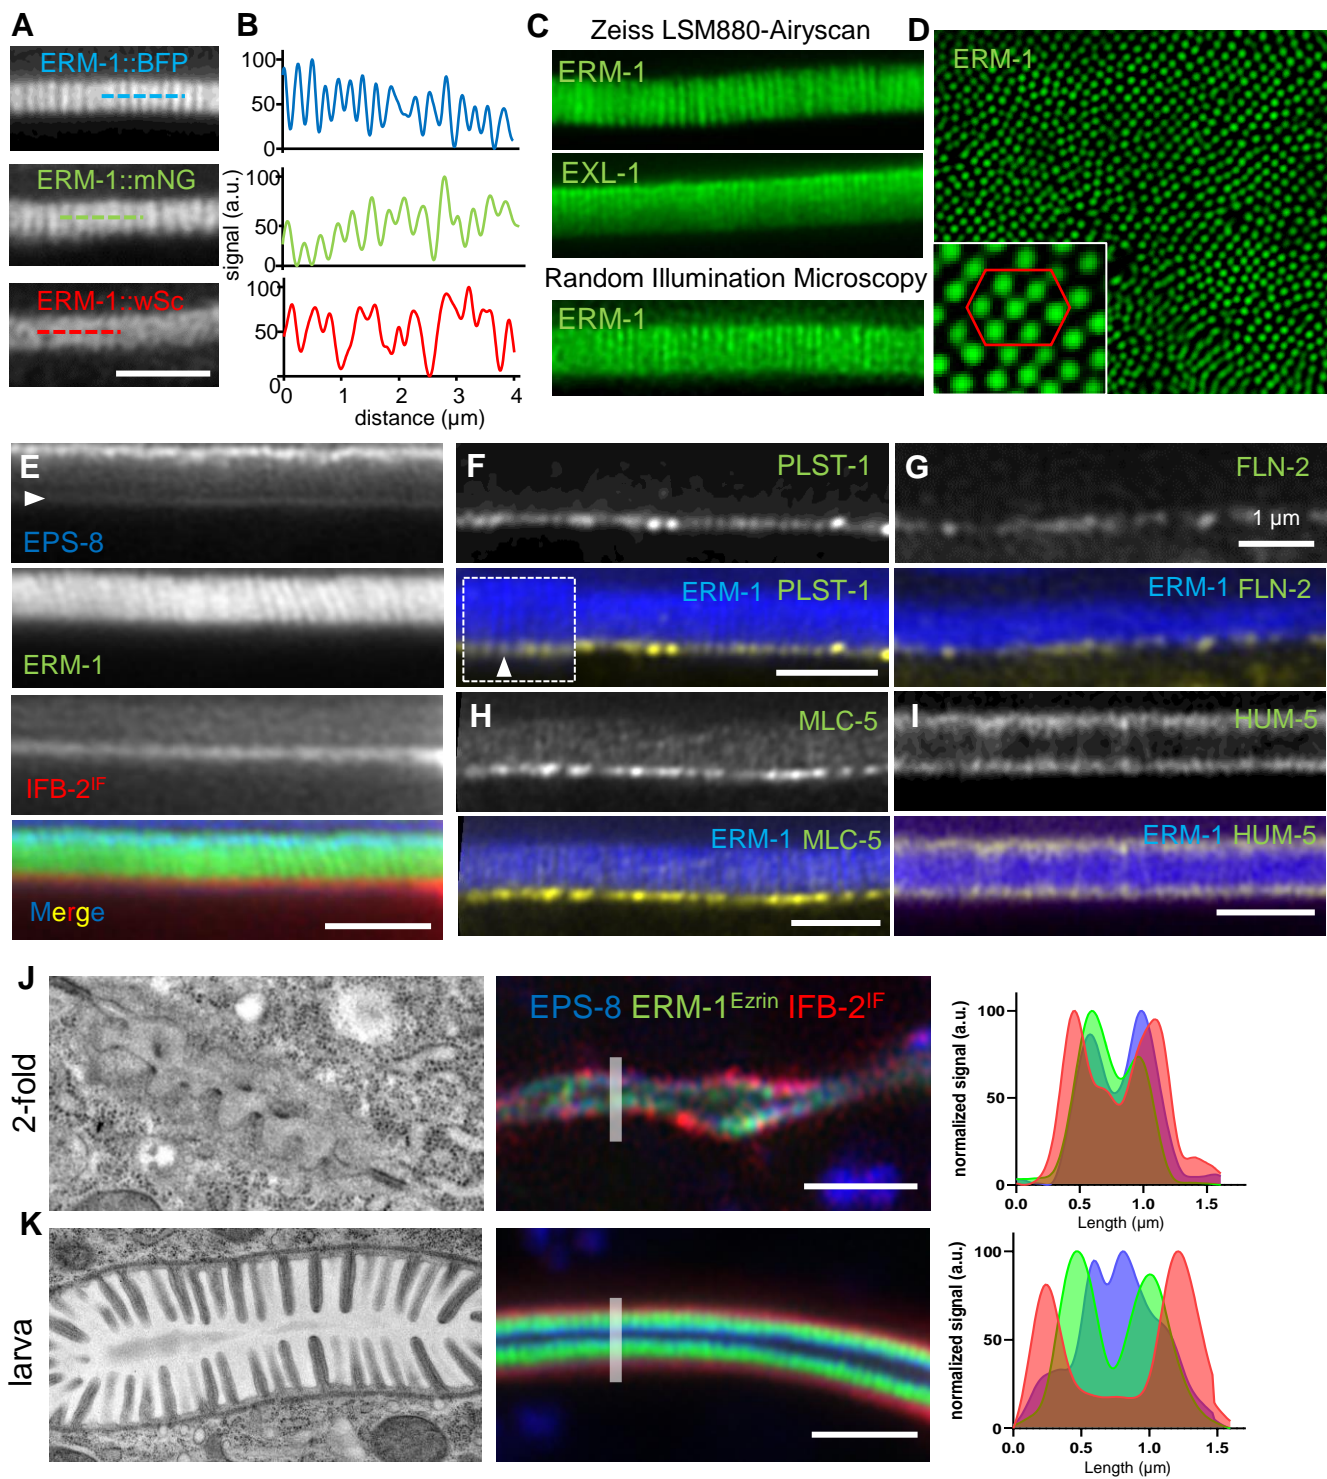 A
ERM-1::BFP
ERM-1::mNG
ERM-1::wSc
B
100
50
0
100
50
0
100
50
0
signal (a.u.)
0 1 2 3 4
distance (µm)
C
Zeiss LSM880-Airyscan
ERM-1
EXL-1
Random Illumination Microscopy
ERM-1
D
ERM-1
E
EPS-8
ERM-1
IFB-2IF
Merge
F
PLST-1
ERM-1 PLST-1
G
FLN-2
1 µm
ERM-1 FLN-2
H
MLC-5
ERM-1 MLC-5
I
HUM-5
ERM-1 HUM-5
J
2-fold
EPS-8 ERM-1Ezrin IFB-2IF
normalized signal (a.u.)
100
50
0
0.0 0.5 1.0 1.5
Length (µm)
K
larva
normalized signal (a.u.)
100
50
0
0.0 0.5 1.0 1.5
Length (µm)